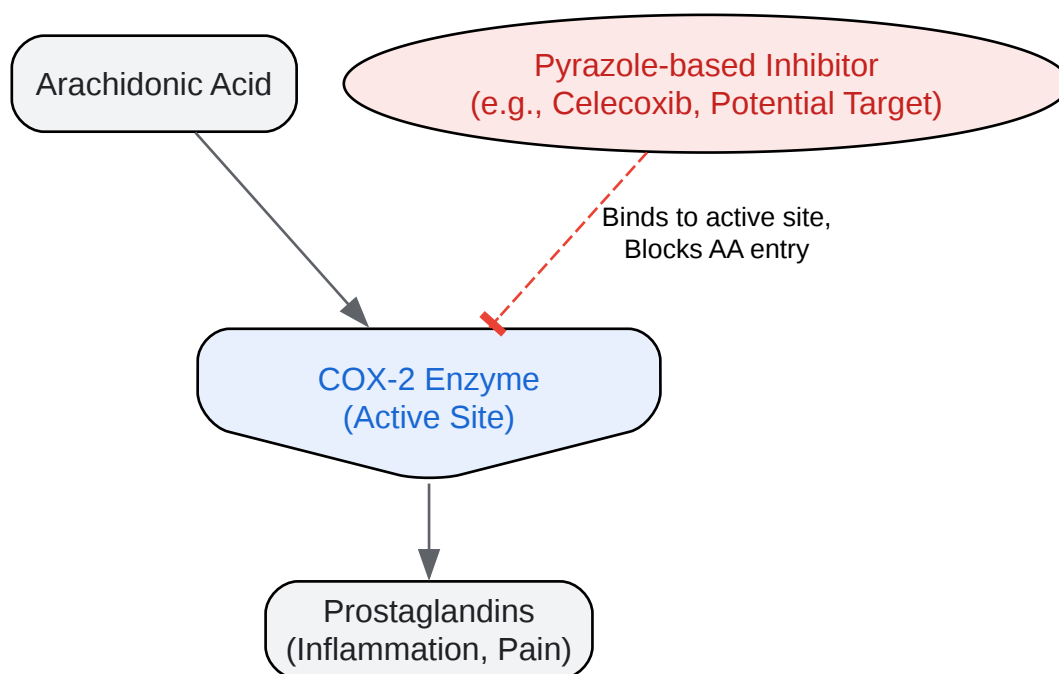 Arachidonic Acid
Pyrazole-based Inhibitor
(e.g., Celecoxib, Potential Target)
Binds to active site,
Blocks AA entry
COX-2 Enzyme
(Active Site)
Prostaglandins
(Inflammation, Pain)